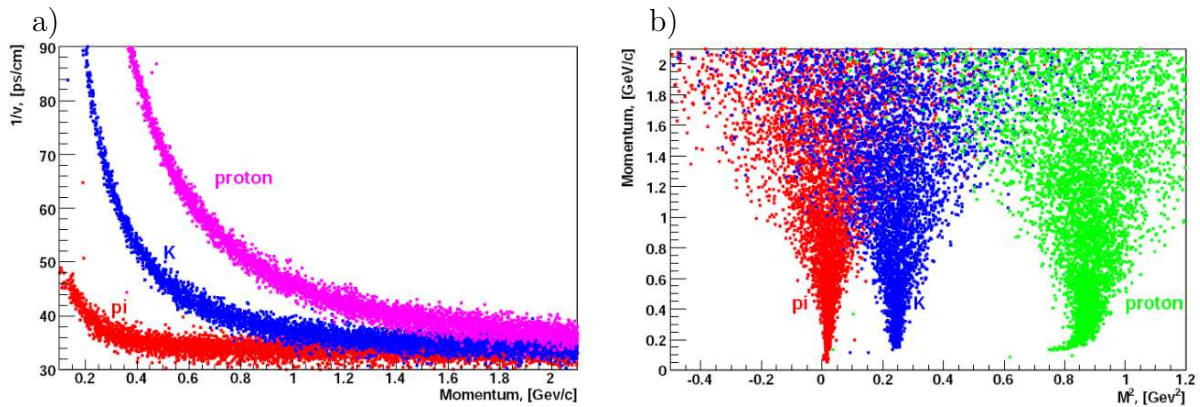 a)
1/v, [ps/cm]
90
80
70
60
50
40
30
proton
K
pi
0.2 0.4 0.6 0.8 1 1.2 1.4 1.6 1.8 2
Momentum, [Gev/c]
b)
Momentum, [GeV/c]
2
1.8
1.6
1.4
1.2
1
0.8
0.6
0.4
0.2
0
pi
K
proton
-0.4 -0.2 0 0.2 0.4 0.6 0.8 1 1.2
M², [Gev²]